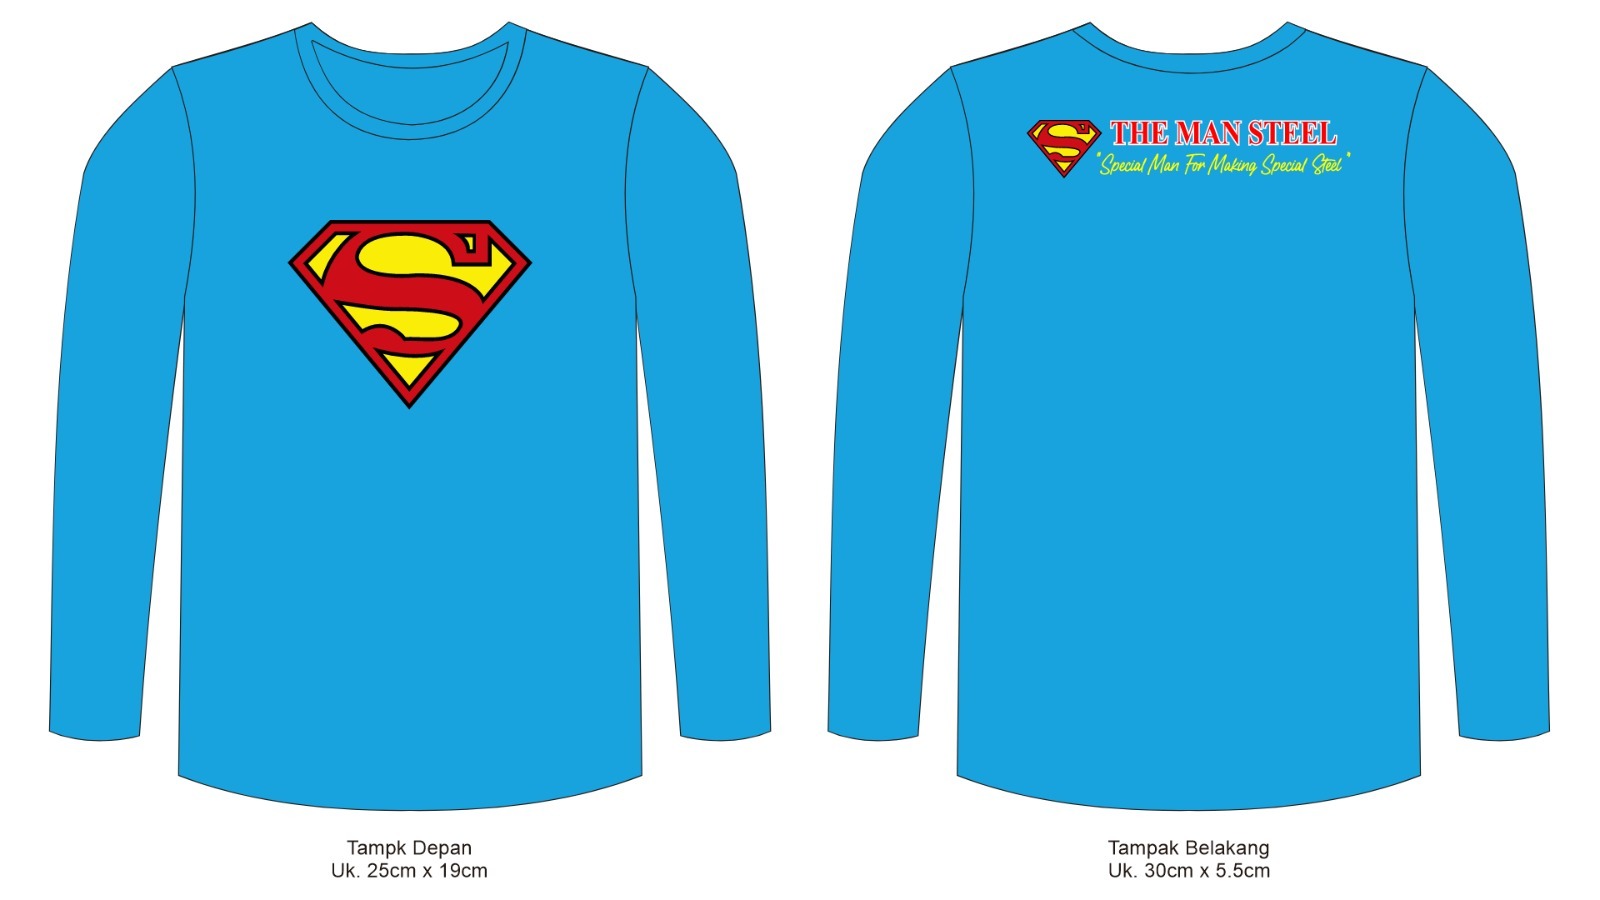 THE MAN STEEL
"Special Man For Making Special Steel"
Tampk Depan
Uk. 25cm x 19cm
Tampak Belakang
Uk. 30cm x 5.5cm